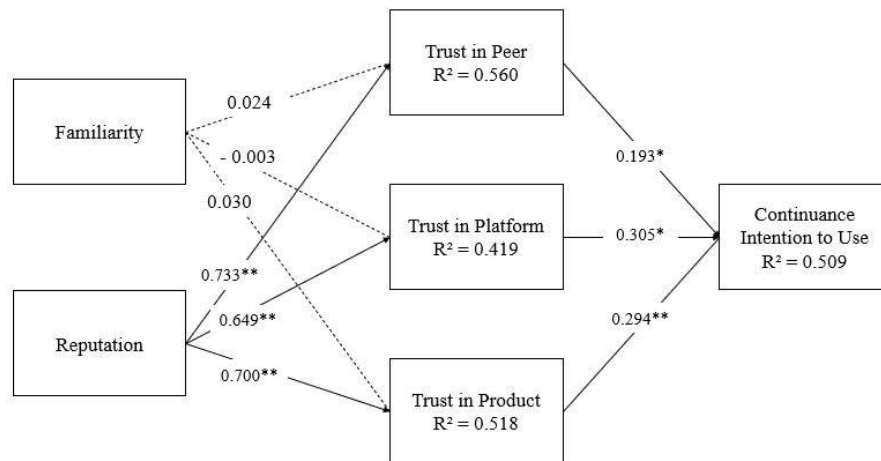 Trust in Peer
R² = 0.560
Familiarity
0.024
- 0.003
0.030
0.193*
Trust in Platform
R² = 0.419
0.305*
Continuance
Intention to Use
R² = 0.509
0.733**
0.649**
0.700**
Reputation
0.294**
Trust in Product
R² = 0.518